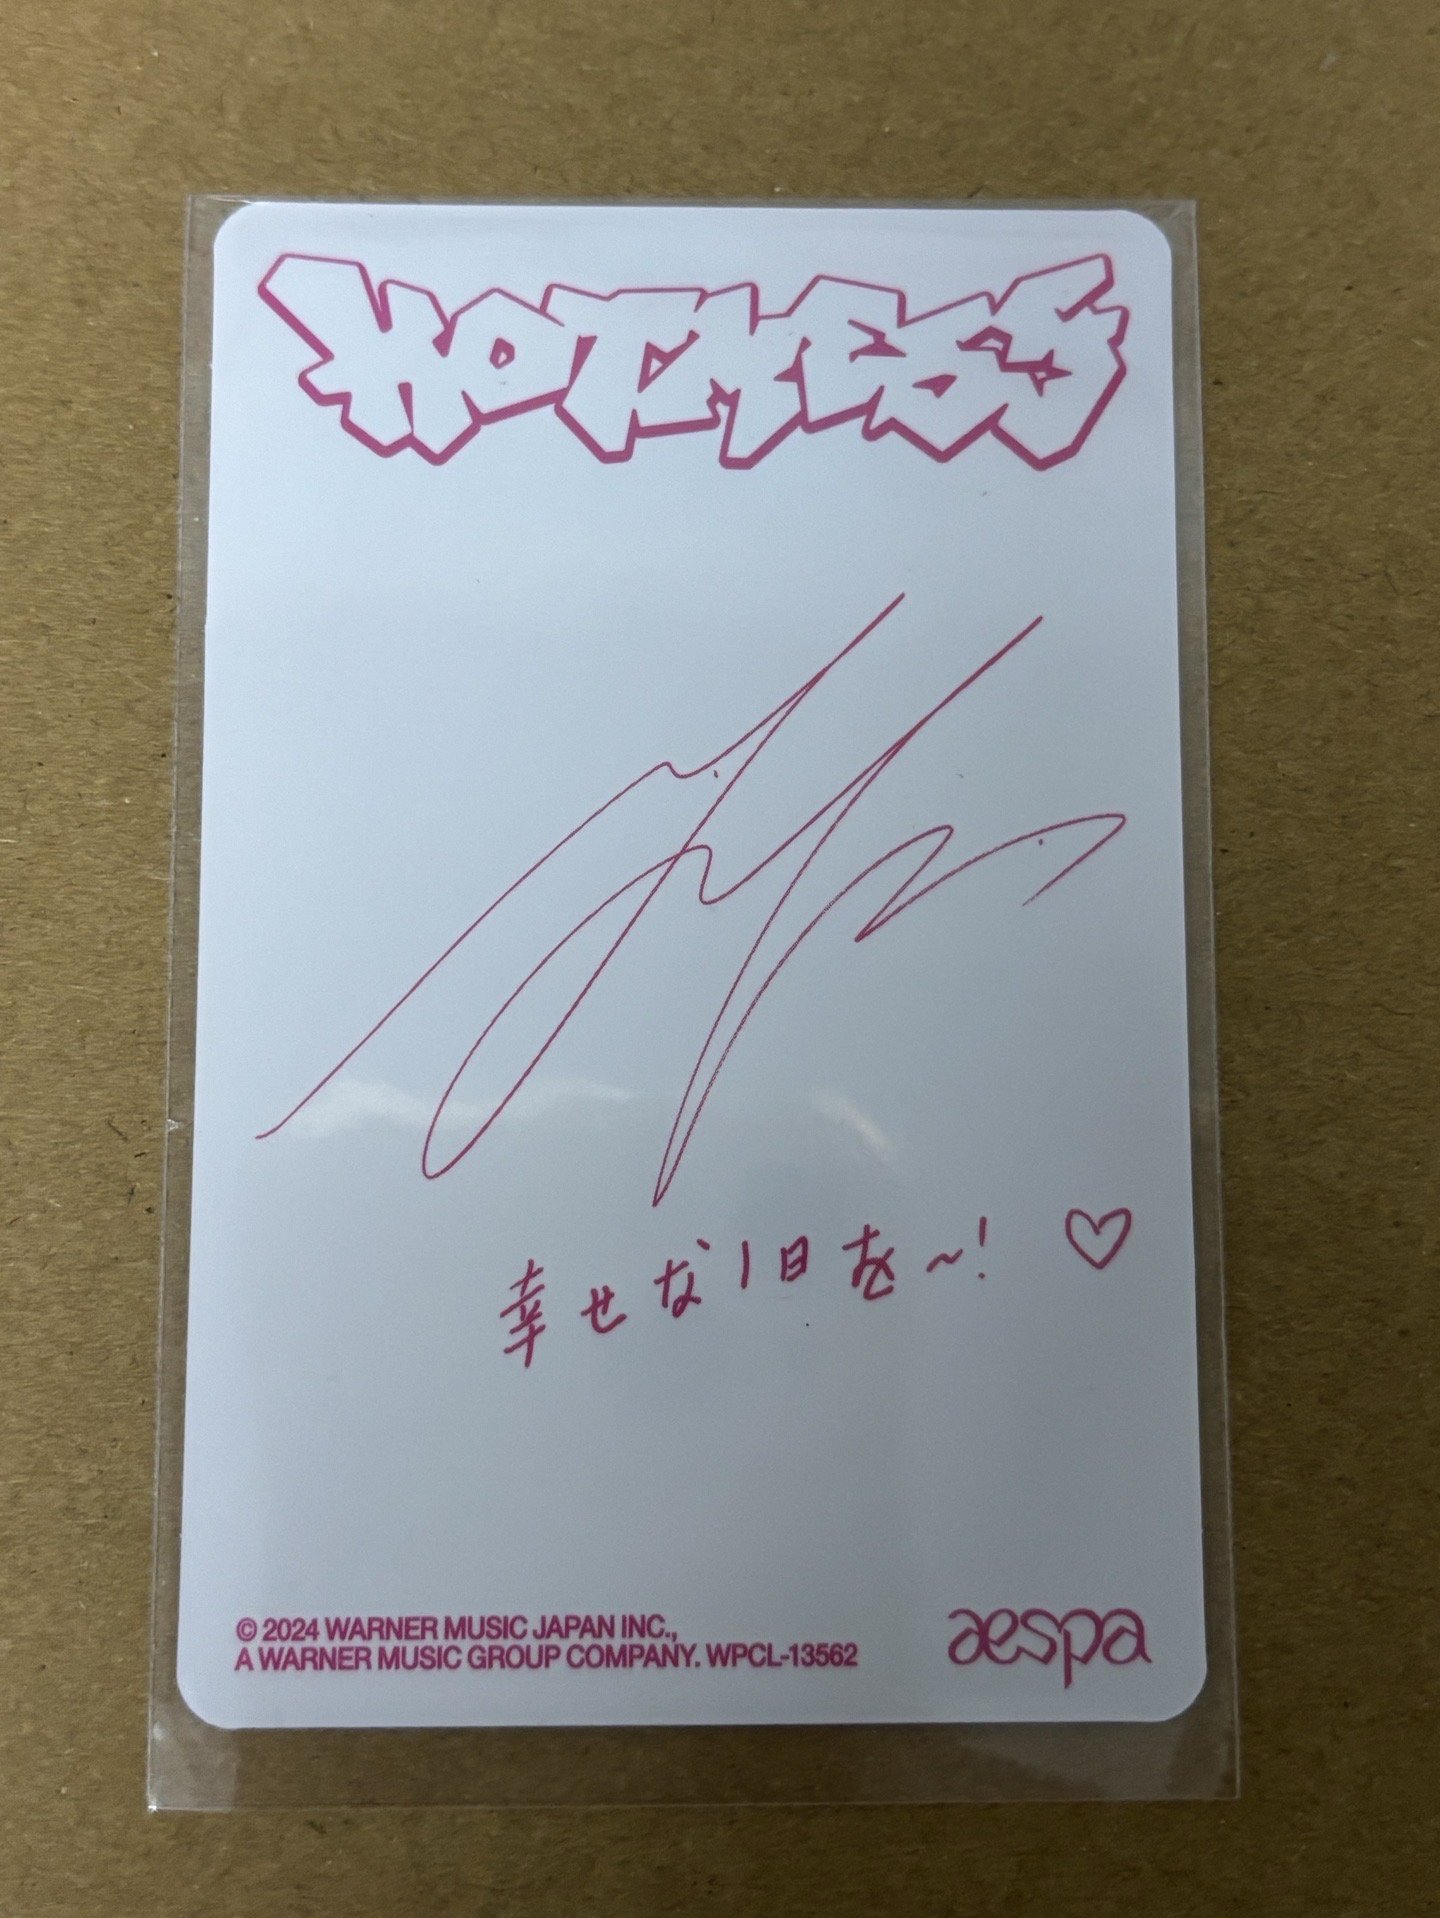 HOT MESS
幸せな1日を〜! ♡
© 2024 WARNER MUSIC JAPAN INC.,
A WARNER MUSIC GROUP COMPANY. WPCL-13562
aespa